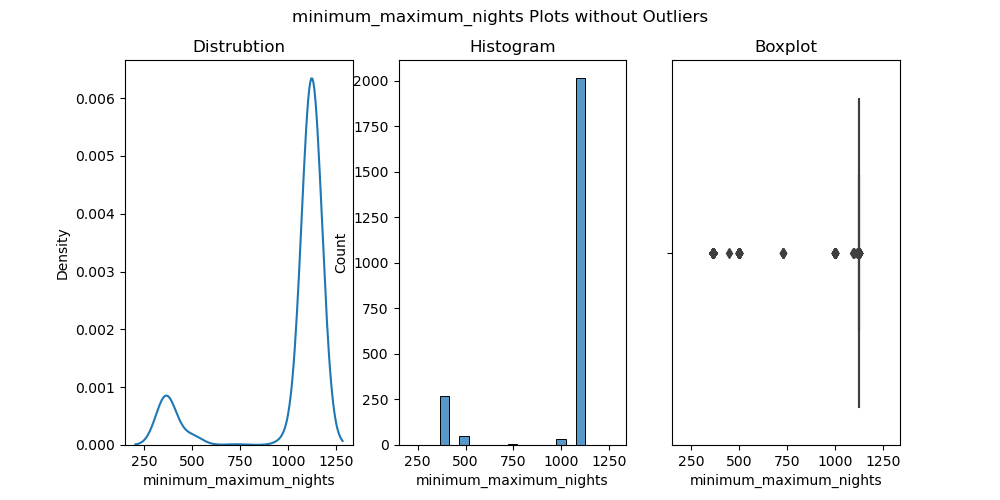 minimum_maximum_nights Plots without Outliers
Distrubtion
0.006
0.005
0.004
0.003
0.002
0.001
0.000
Density
250 500 750 1000 1250
minimum_maximum_nights
Histogram
2000
1750
1500
1250
1000
750
500
250
0
Count
250 500 750 1000 1250
minimum_maximum_nights
Boxplot
250 500 750 1000 1250
minimum_maximum_nights